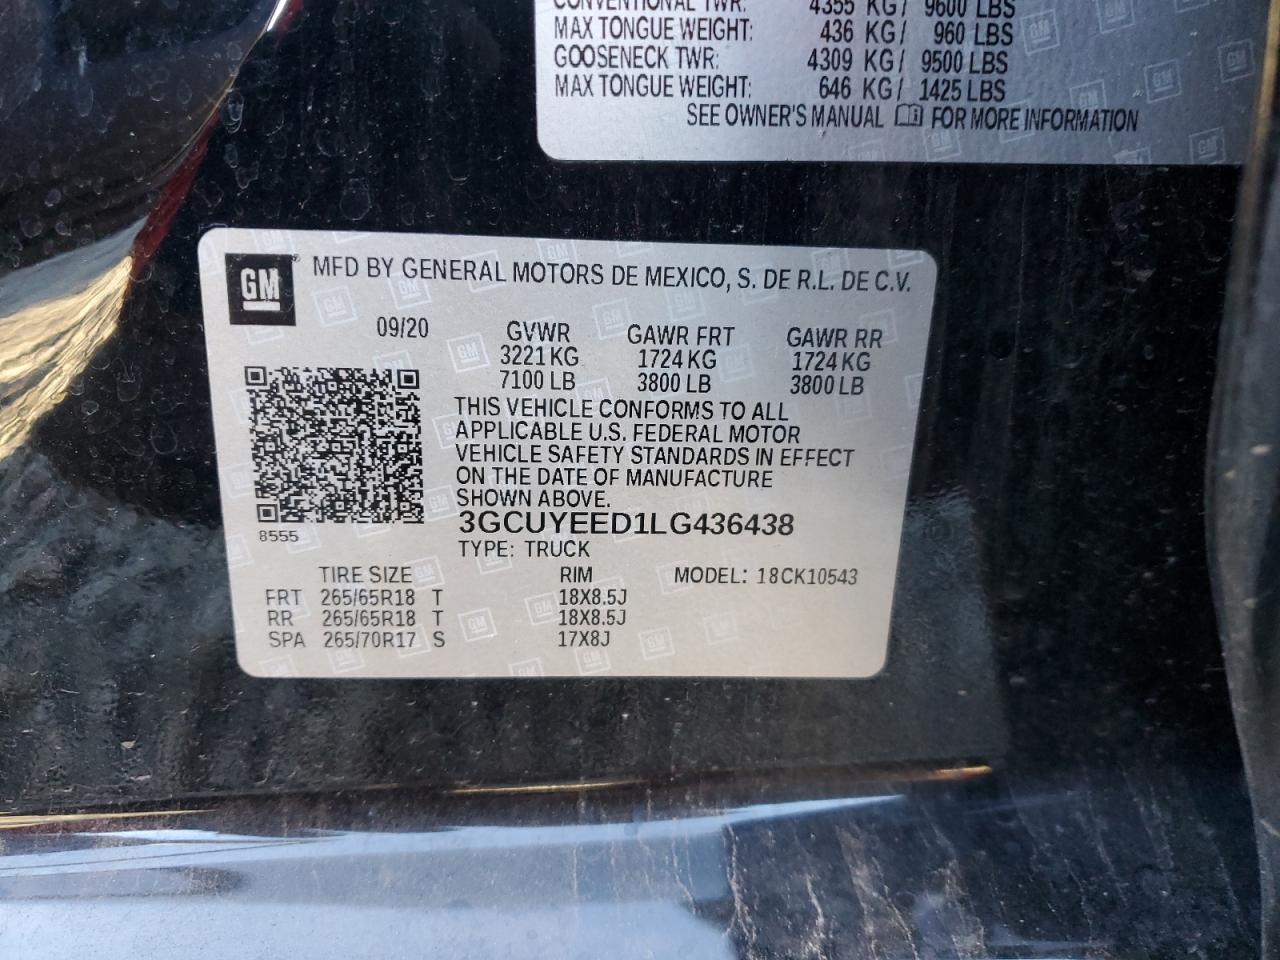 CONVENTIONAL TWR: 4355 KG/ 9600 LBS
MAX TONGUE WEIGHT: 436 KG/ 960 LBS
GOOSENECK TWR: 4309 KG/ 9500 LBS
MAX TONGUE WEIGHT: 646 KG/ 1425 LBS
SEE OWNER'S MANUAL FOR MORE INFORMATION
GM MFD BY GENERAL MOTORS DE MEXICO, S. DE R.L. DE C.V.
09/20 GVWR GAWR FRT GAWR RR
3221 KG 1724 KG 1724 KG
7100 LB 3800 LB 3800 LB
THIS VEHICLE CONFORMS TO ALL
APPLICABLE U.S. FEDERAL MOTOR
VEHICLE SAFETY STANDARDS IN EFFECT
ON THE DATE OF MANUFACTURE
SHOWN ABOVE.
3GCUYEED1LG436438
8555
TYPE: TRUCK
TIRE SIZE RIM MODEL: 18CK10543
FRT 265/65R18 T 18X8.5J
RR 265/65R18 T 18X8.5J
SPA 265/70R17 S 17X8J